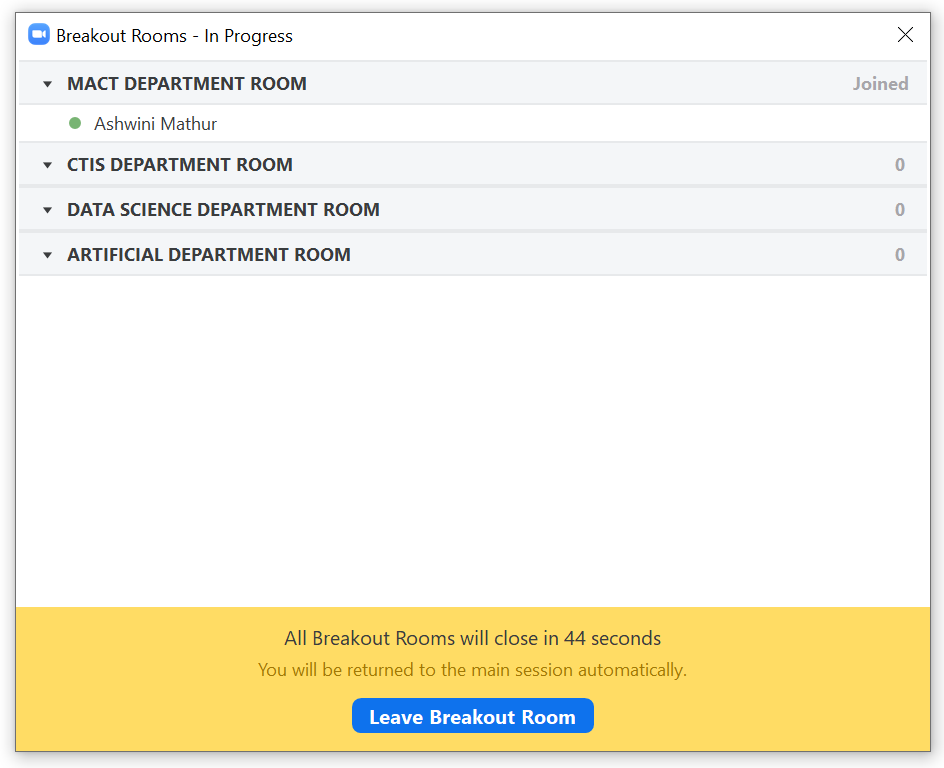 Breakout Rooms - In Progress
MACT DEPARTMENT ROOM Joined
Ashwini Mathur
CTIS DEPARTMENT ROOM 0
DATA SCIENCE DEPARTMENT ROOM 0
ARTIFICIAL DEPARTMENT ROOM 0
All Breakout Rooms will close in 44 seconds
You will be returned to the main session automatically.
Leave Breakout Room